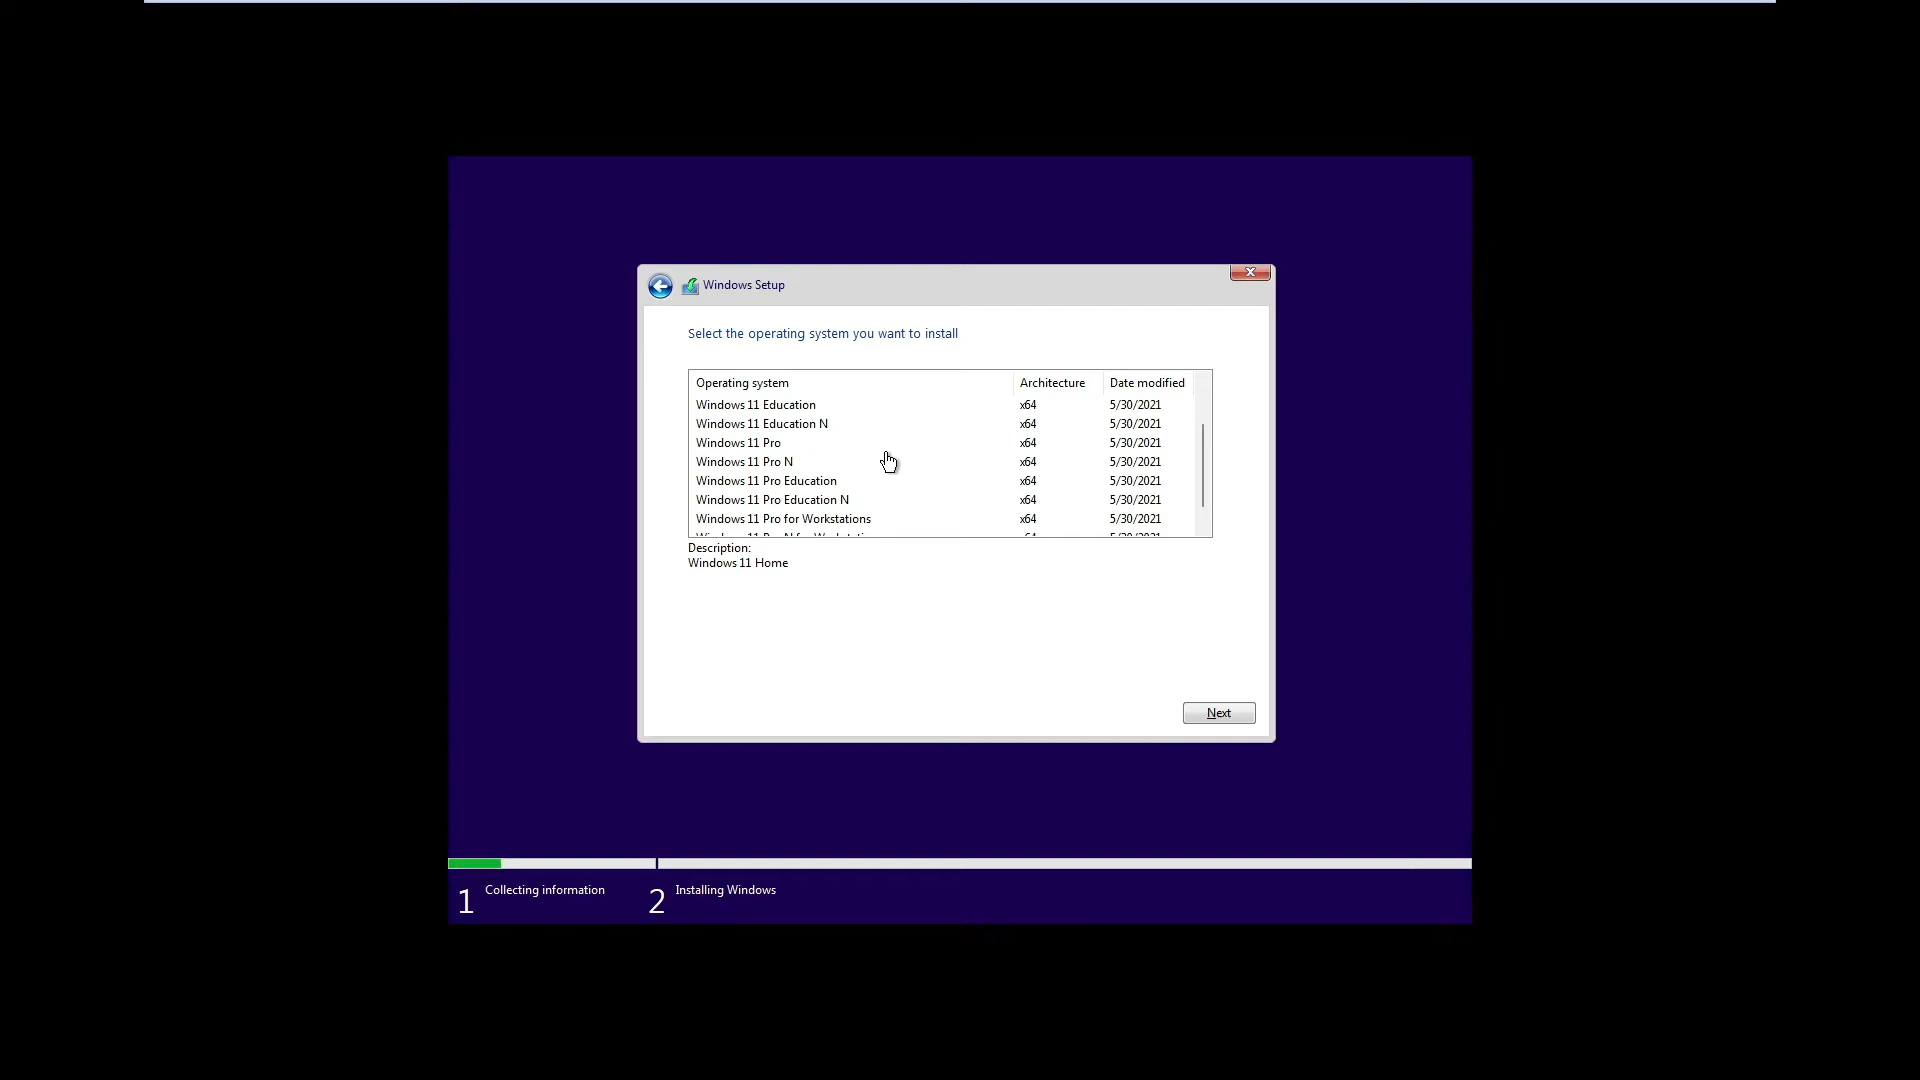 Windows Setup
Select the operating system you want to install
Operating system Architecture Date modified
Windows 11 Education x64 5/30/2021
Windows 11 Education N x64 5/30/2021
Windows 11 Pro x64 5/30/2021
Windows 11 Pro N x64 5/30/2021
Windows 11 Pro Education x64 5/30/2021
Windows 11 Pro Education N x64 5/30/2021
Windows 11 Pro for Workstations x64 5/30/2021
Description:
Windows 11 Home
Next
1 Collecting information 2 Installing Windows